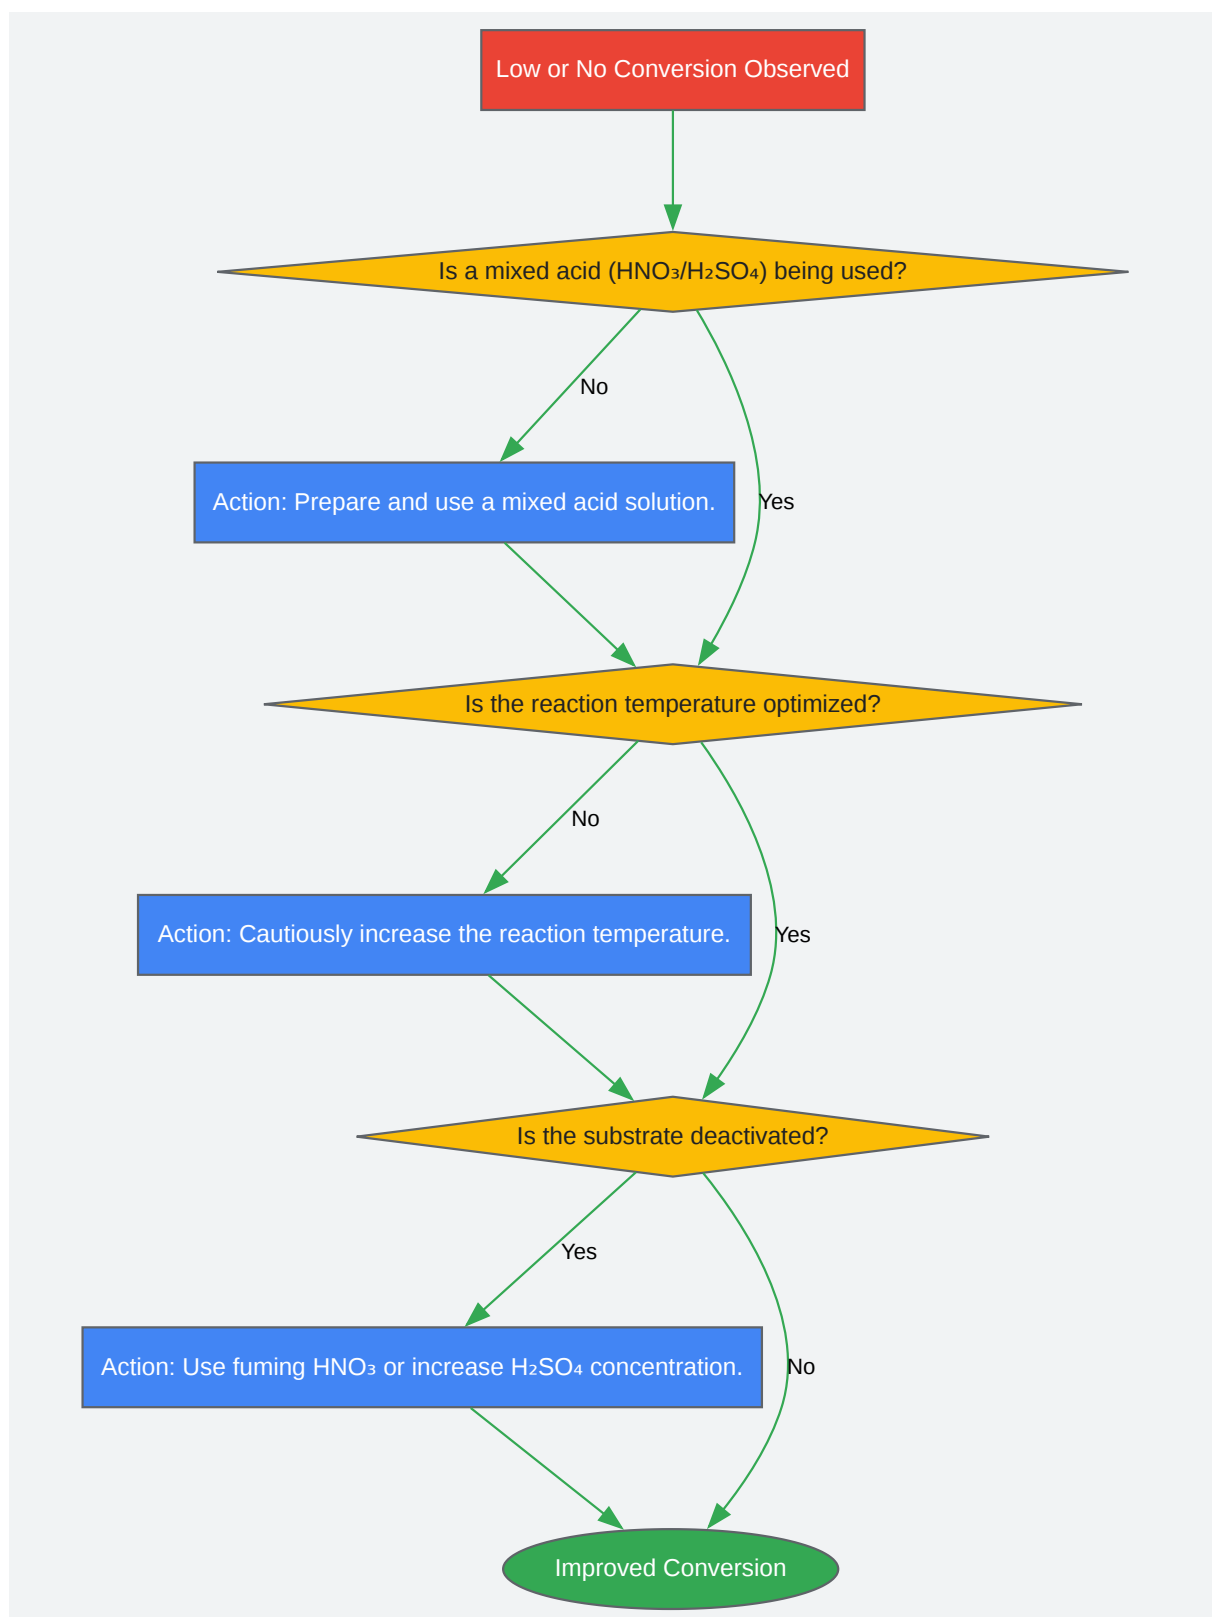 Low or No Conversion Observed
Is a mixed acid (HNO₃/H₂SO₄) being used?
No
Action: Prepare and use a mixed acid solution.
Yes
Is the reaction temperature optimized?
No
Action: Cautiously increase the reaction temperature.
Yes
Is the substrate deactivated?
Yes
Action: Use fuming HNO₃ or increase H₂SO₄ concentration.
No
Improved Conversion